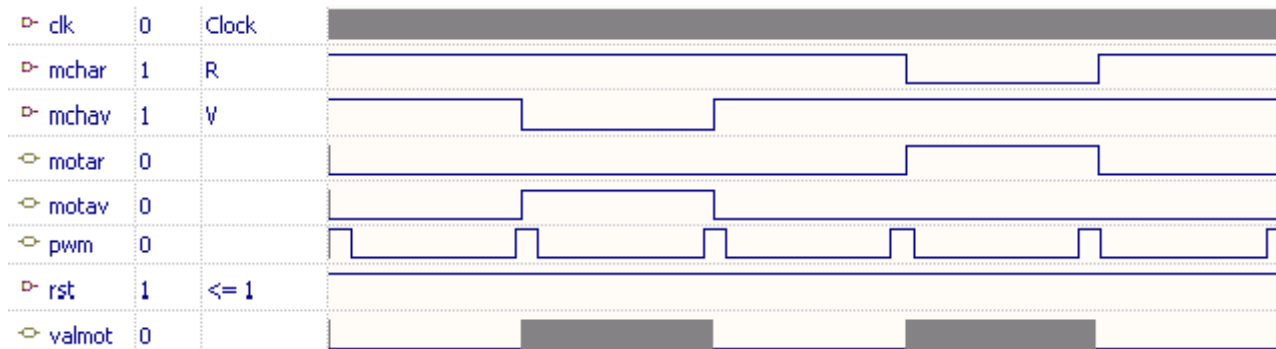 clk 0 Clock
mchar 1 R
mchav 1 V
motar 0
motav 0
pwm 0
rst 1 <= 1
valmot 0